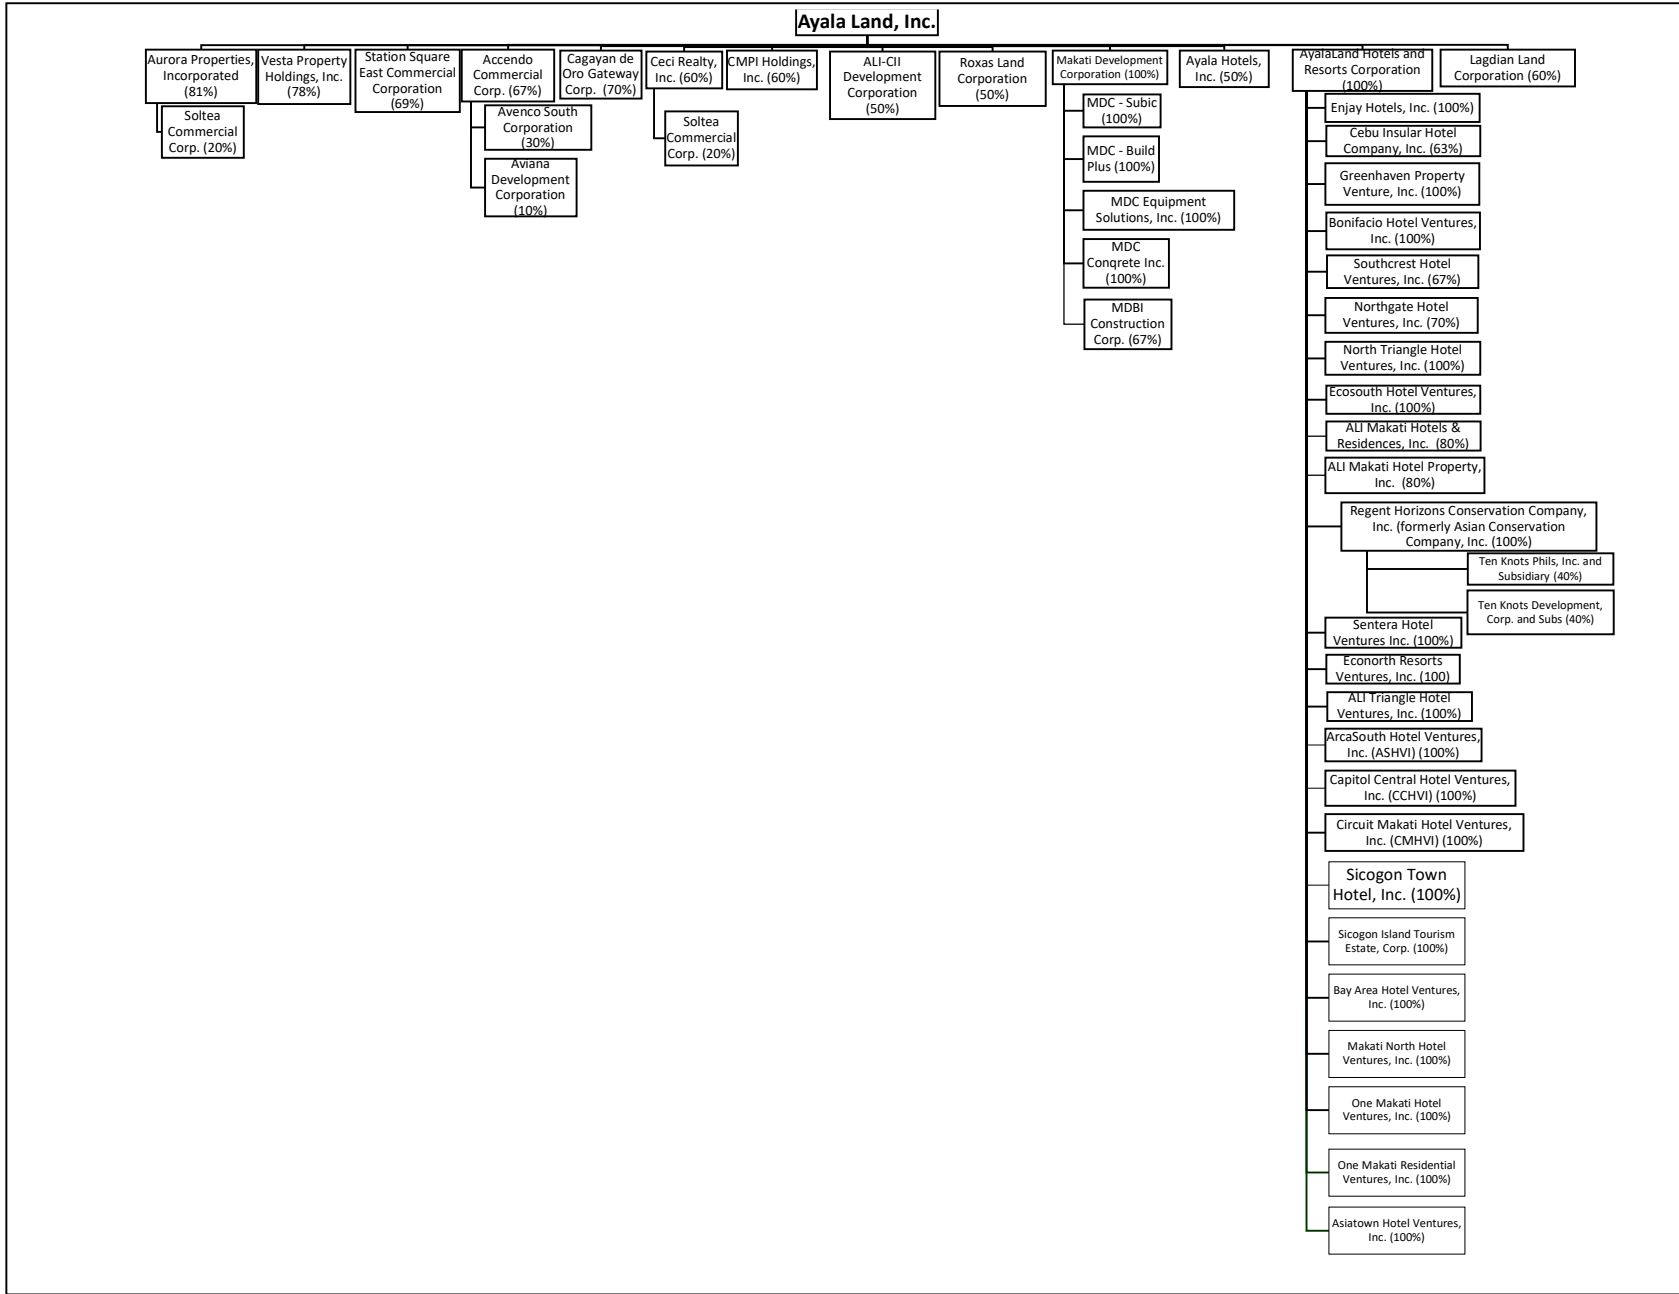 Ayala Land, Inc.
Aurora Properties,
Incorporated
(81%)
Soltea
Commercial
Corp. (20%)
Vesta Property
Holdings, Inc.
(78%)
Station Square
East Commercial
Corporation
(69%)
Accendo
Commercial
Corp. (67%)
Avenco South
Corporation
(30%)
Aviana
Development
Corporation
(10%)
Cagayan de
Oro Gateway
Corp. (70%)
Ceci Realty,
Inc. (60%)
Soltea
Commercial
Corp. (20%)
CMPI Holdings,
Inc. (60%)
ALI-CII
Development
Corporation
(50%)
Roxas Land
Corporation
(50%)
Makati Development
Corporation (100%)
MDC - Subic
(100%)
MDC - Build
Plus (100%)
MDC Equipment
Solutions, Inc. (100%)
MDC
Conqrete Inc.
(100%)
MDBI
Construction
Corp. (67%)
Ayala Hotels,
Inc. (50%)
AyalaLand Hotels and
Resorts Corporation
(100%)
Enjay Hotels, Inc. (100%)
Cebu Insular Hotel
Company, Inc. (63%)
Greenhaven Property
Venture, Inc. (100%)
Bonifacio Hotel Ventures,
Inc. (100%)
Southcrest Hotel
Ventures, Inc. (67%)
Northgate Hotel
Ventures, Inc. (70%)
North Triangle Hotel
Ventures, Inc. (100%)
Ecosouth Hotel Ventures,
Inc. (100%)
ALI Makati Hotels &
Residences, Inc. (80%)
ALI Makati Hotel Property,
Inc. (80%)
Regent Horizons Conservation Company,
Inc. (formerly Asian Conservation
Company, Inc. (100%)
Ten Knots Phils, Inc. and
Subsidiary (40%)
Ten Knots Development,
Corp. and Subs (40%)
Sentera Hotel
Ventures Inc. (100%)
Econorth Resorts
Ventures, Inc. (100)
ALI Triangle Hotel
Ventures, Inc. (100%)
ArcaSouth Hotel Ventures,
Inc. (ASHVI) (100%)
Capitol Central Hotel Ventures,
Inc. (CCHVI) (100%)
Circuit Makati Hotel Ventures,
Inc. (CMHVI) (100%)
Sicogon Town
Hotel, Inc. (100%)
Sicogon Island Tourism
Estate, Corp. (100%)
Bay Area Hotel Ventures,
Inc. (100%)
Makati North Hotel
Ventures, Inc. (100%)
One Makati Hotel
Ventures, Inc. (100%)
One Makati Residential
Ventures, Inc. (100%)
Asiatown Hotel Ventures,
Inc. (100%)
Lagdian Land
Corporation (60%)